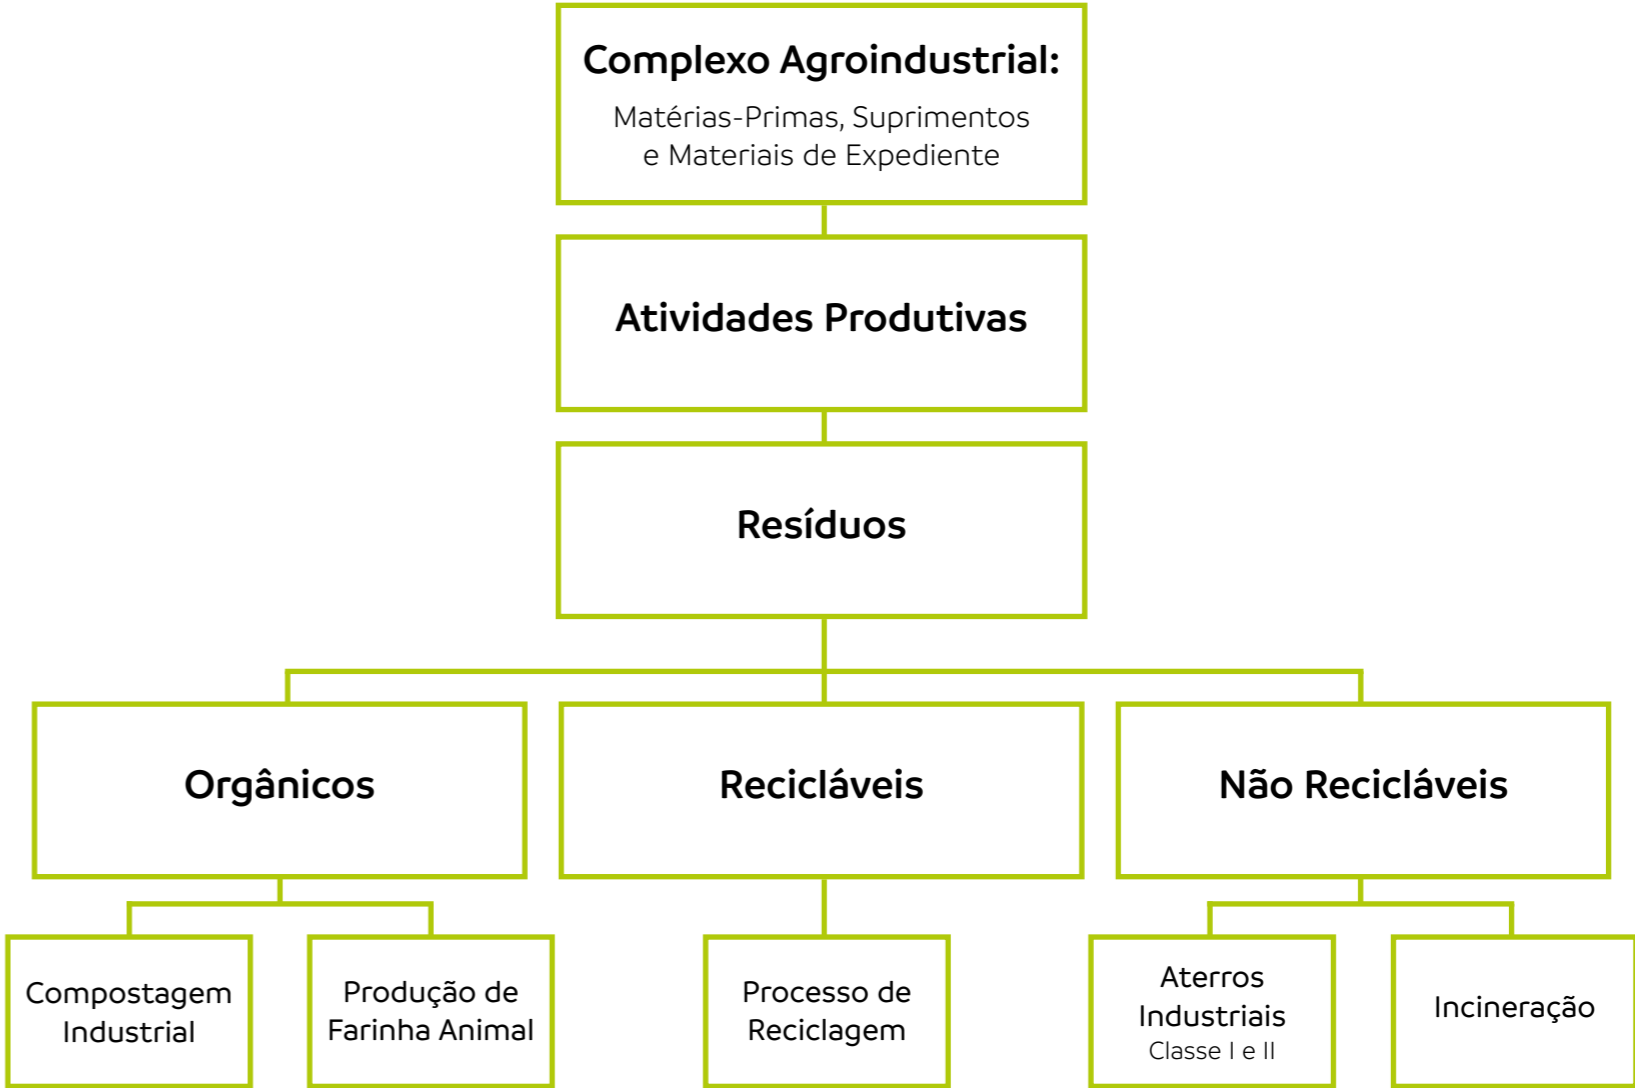 Complexo Agroindustrial:
Matérias-Primas, Suprimentos
e Materiais de Expediente
Atividades Produtivas
Resíduos
Orgânicos
Recicláveis
Não Recicláveis
Compostagem
Industrial
Produção de
Farinha Animal
Processo de
Reciclagem
Aterros
Industriais
Classe I e II
Incineração